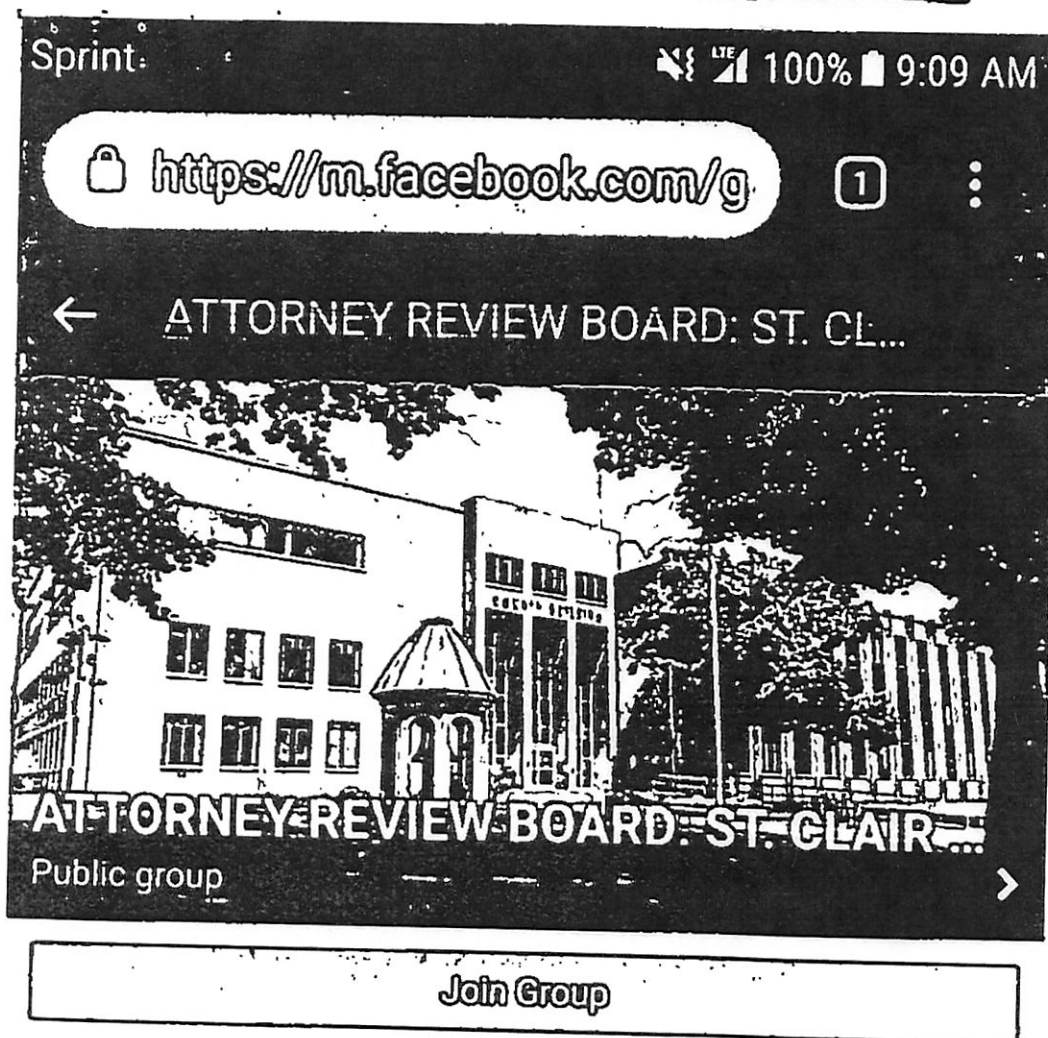 Sprint
LTE 100% 9:09 AM
https://m.facebook.com/g
1
ATTORNEY REVIEW BOARD: ST. CL...
ATTORNEY REVIEW BOARD: ST. CLAIR ...
Public group
Join Group